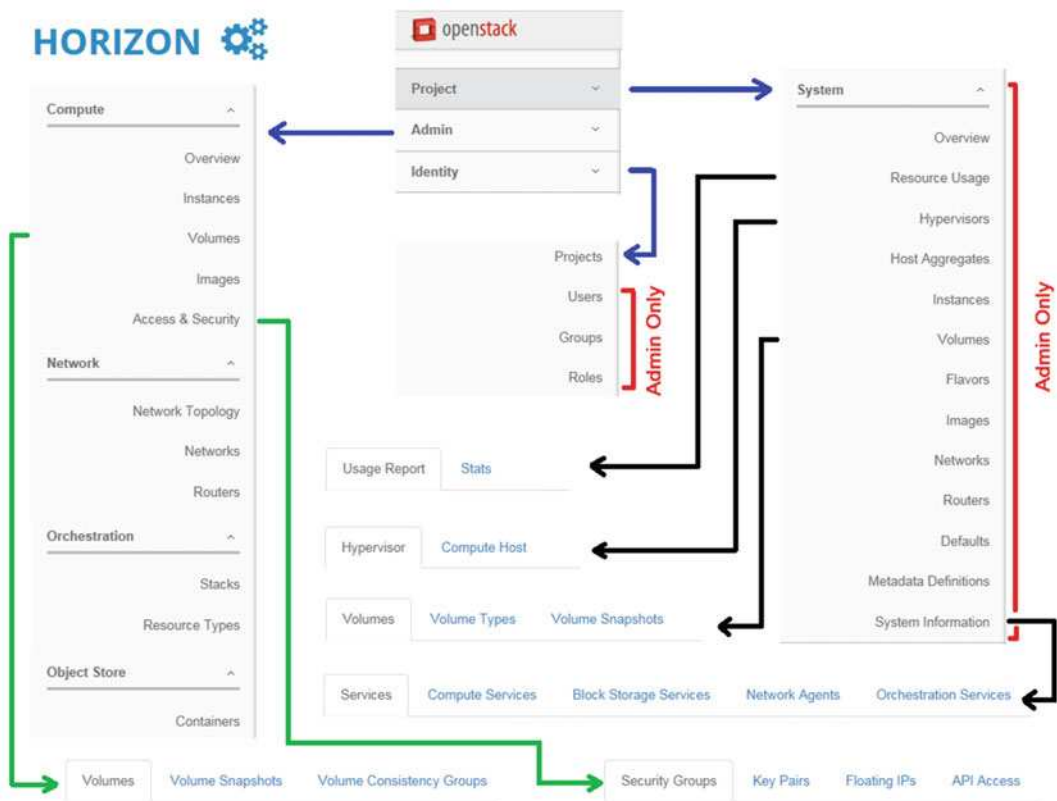 HORIZON
openstack
Project
Admin
Identity
Compute
Overview
Instances
Volumes
Images
Access & Security
Network
Network Topology
Networks
Routers
Orchestration
Stacks
Resource Types
Object Store
Containers
Projects
Users
Groups
Roles
Admin Only
System
Overview
Resource Usage
Hypervisors
Host Aggregates
Instances
Volumes
Flavors
Images
Networks
Routers
Defaults
Metadata Definitions
System Information
Admin Only
Usage Report Stats
Hypervisor Compute Host
Volumes Volume Types Volume Snapshots
Services Compute Services Block Storage Services Network Agents Orchestration Services
Volumes Volume Snapshots Volume Consistency Groups
Security Groups Key Pairs Floating IPs API Access